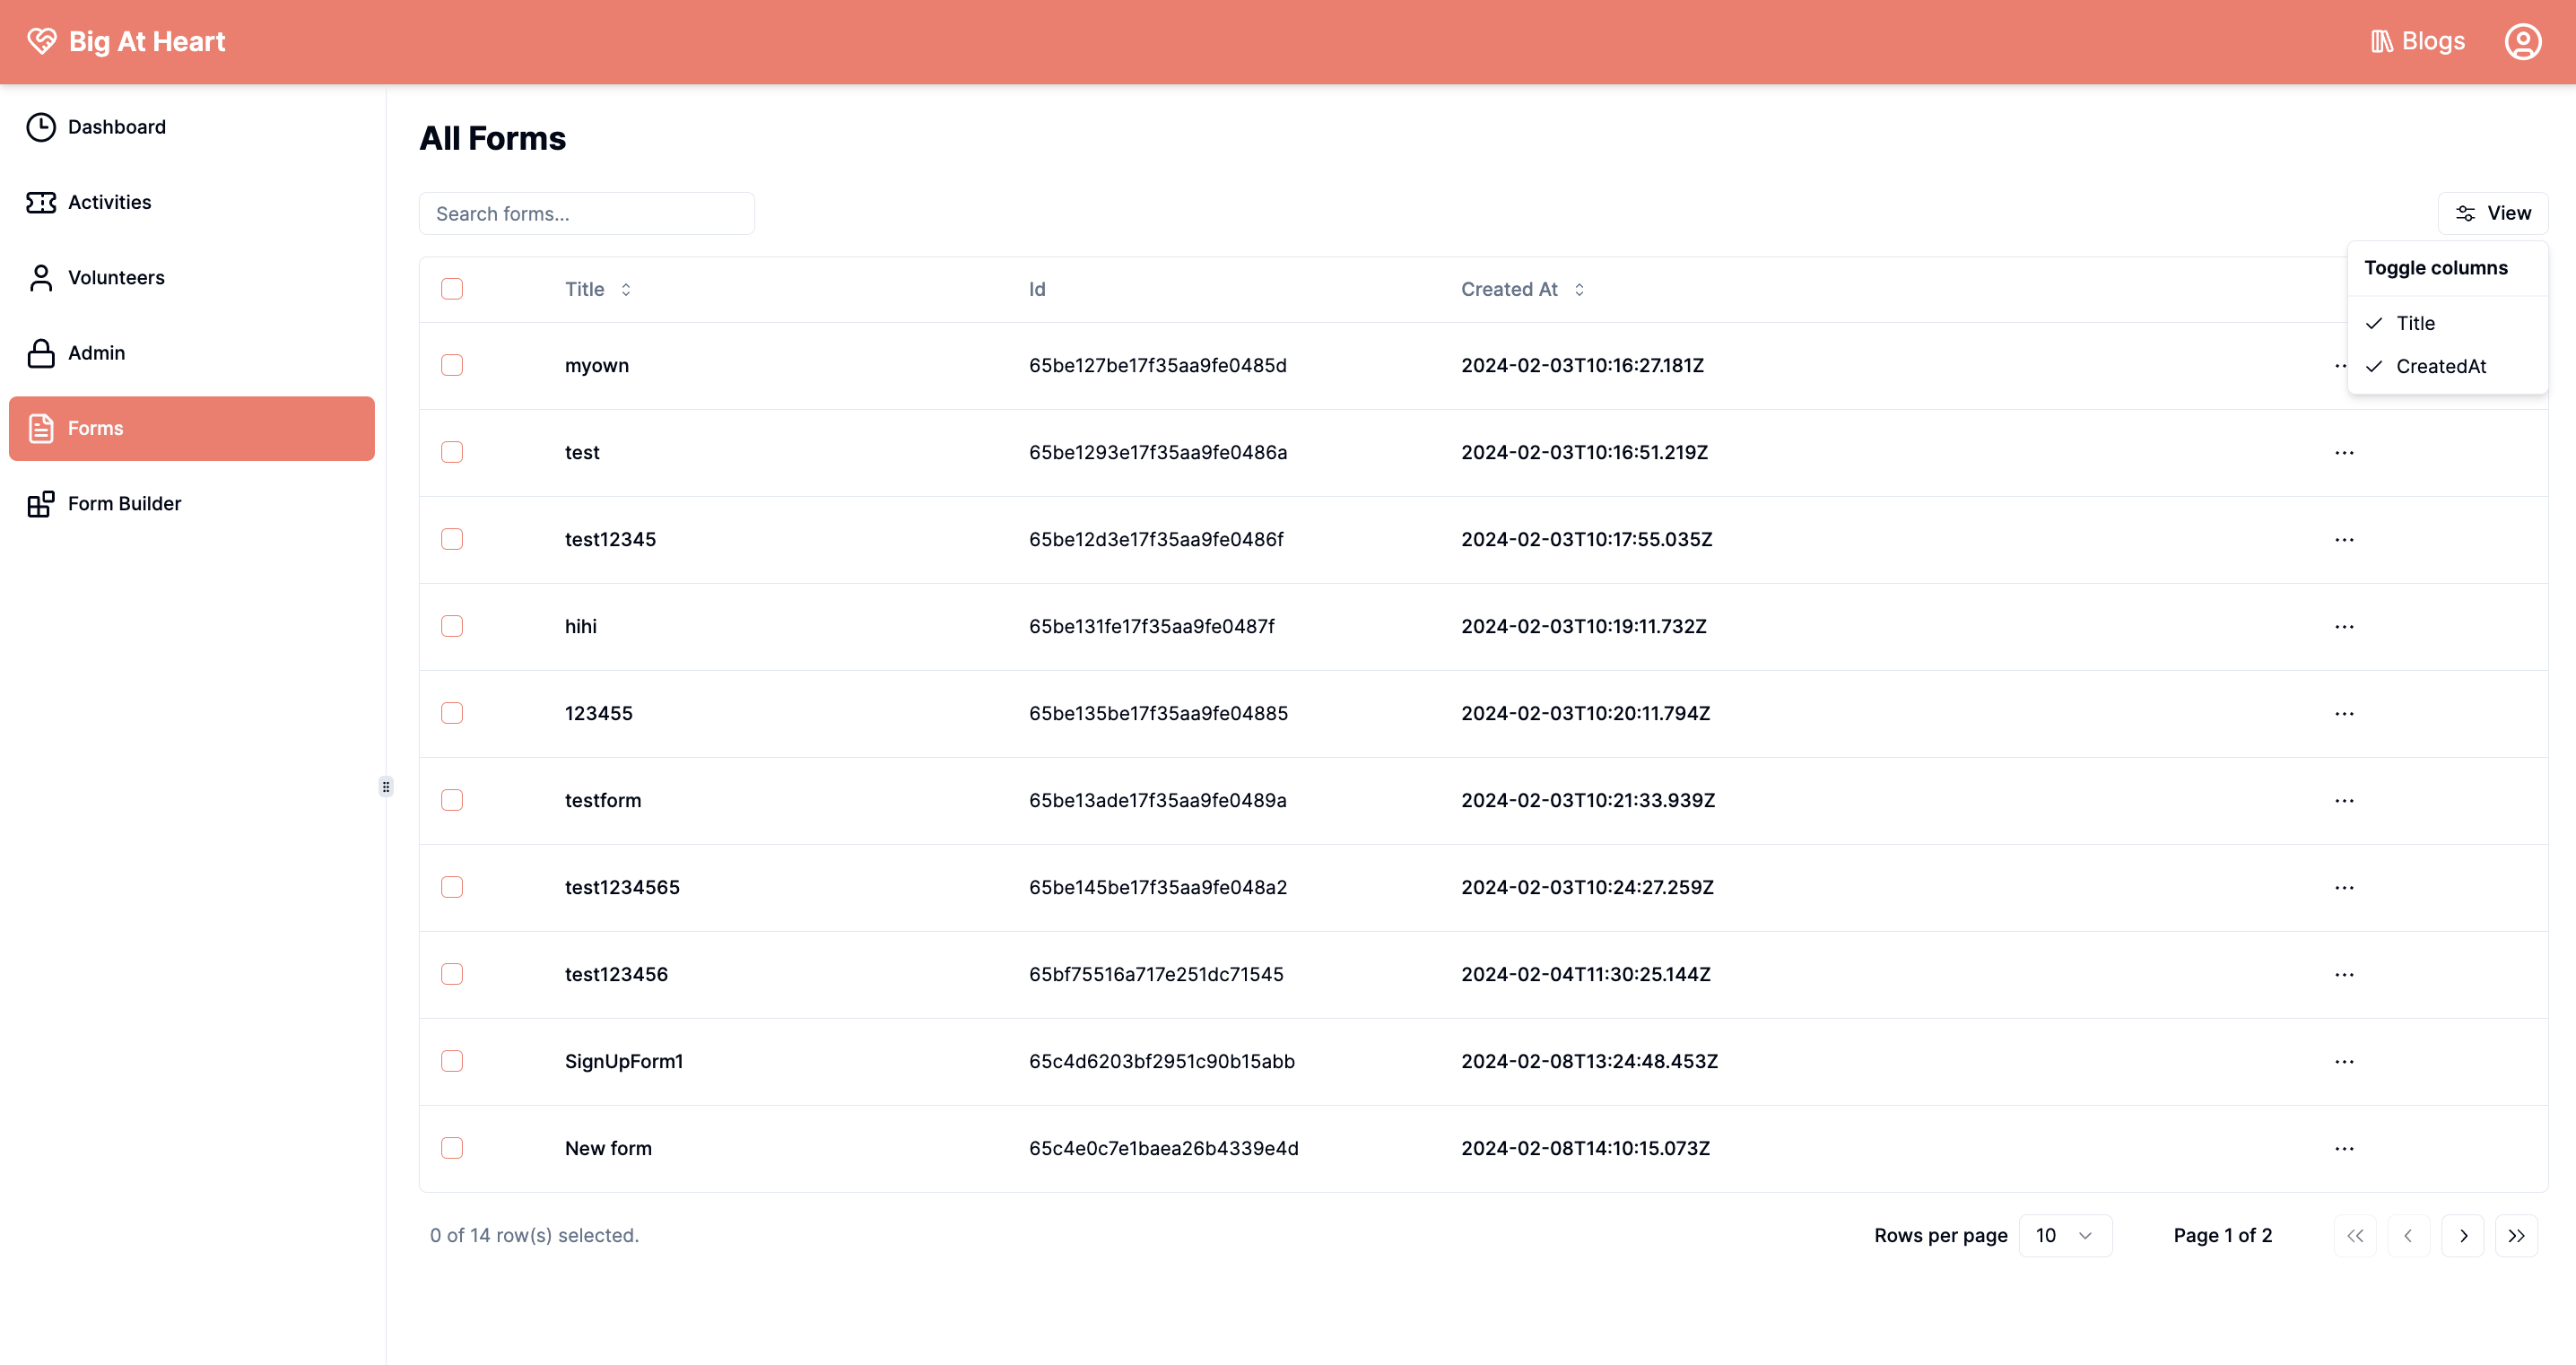 Big At Heart
Blogs
Dashboard
Activities
Volunteers
Admin
Forms
Form Builder
All Forms
Search forms...
View
Toggle columns
Title
CreatedAt
Title Id Created At
myown 65be127be17f35aa9fe0485d 2024-02-03T10:16:27.181Z
test 65be1293e17f35aa9fe0486a 2024-02-03T10:16:51.219Z
test12345 65be12d3e17f35aa9fe0486f 2024-02-03T10:17:55.035Z
hihi 65be131fe17f35aa9fe0487f 2024-02-03T10:19:11.732Z
123455 65be135be17f35aa9fe04885 2024-02-03T10:20:11.794Z
testform 65be13ade17f35aa9fe0489a 2024-02-03T10:21:33.939Z
test1234565 65be145be17f35aa9fe048a2 2024-02-03T10:24:27.259Z
test123456 65bf75516a717e251dc71545 2024-02-04T11:30:25.144Z
SignUpForm1 65c4d6203bf2951c90b15abb 2024-02-08T13:24:48.453Z
New form 65c4e0c7e1baea26b4339e4d 2024-02-08T14:10:15.073Z
0 of 14 row(s) selected. Rows per page 10 Page 1 of 2